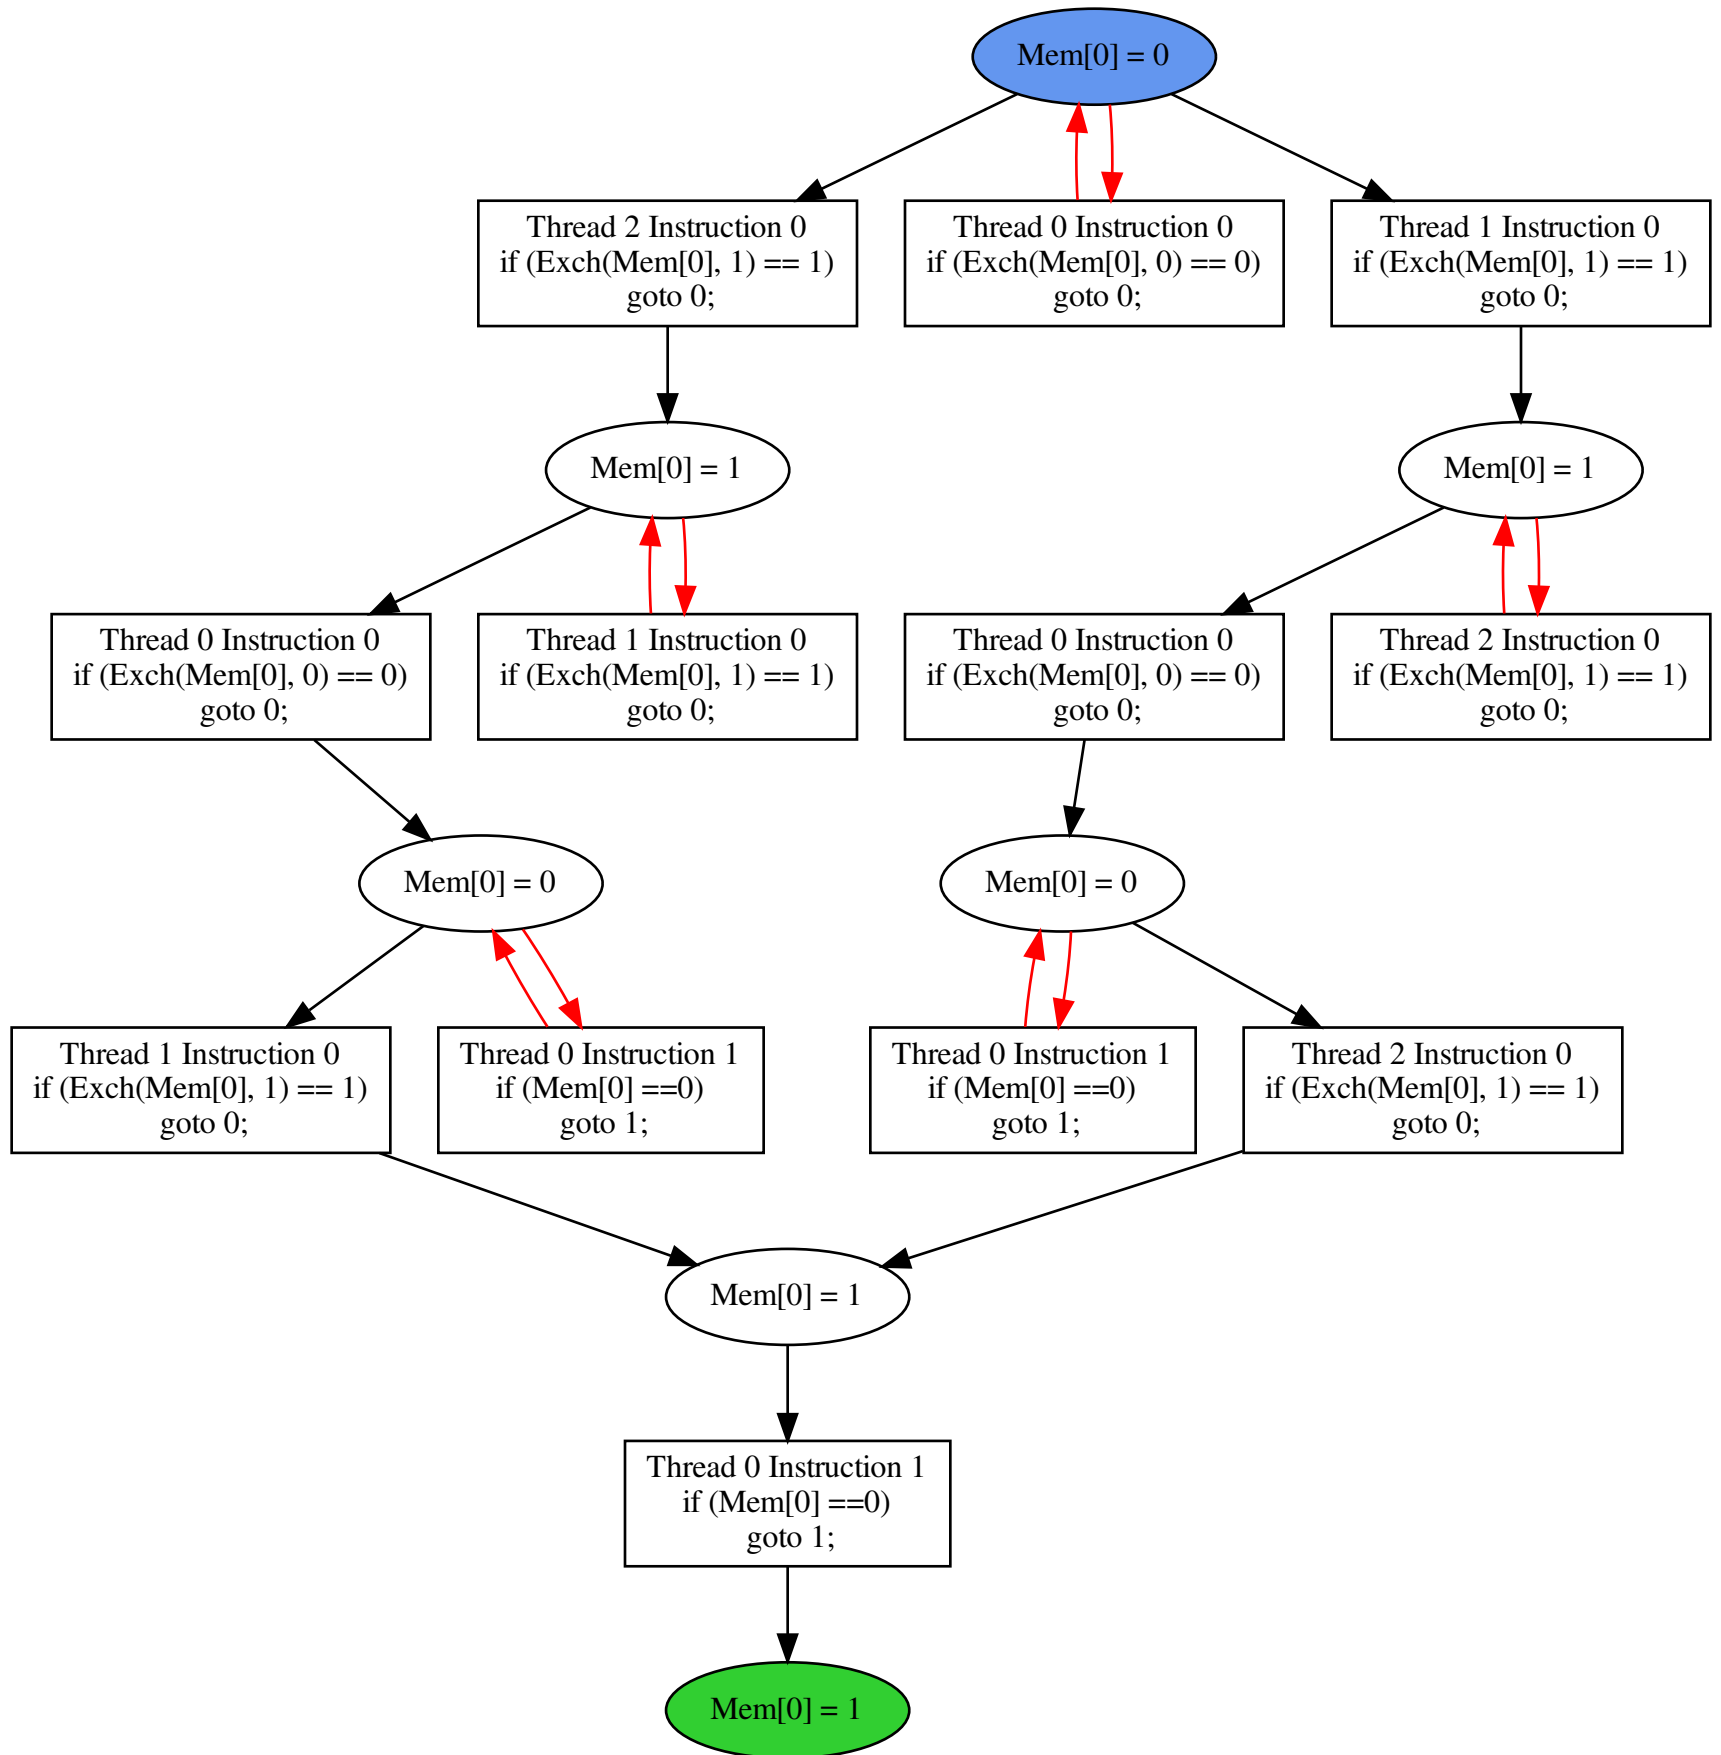 Mem[0] = 0
Thread 2 Instruction 0
if (Exch(Mem[0], 1) == 1)
goto 0;
Thread 0 Instruction 0
if (Exch(Mem[0], 0) == 0)
goto 0;
Thread 1 Instruction 0
if (Exch(Mem[0], 1) == 1)
goto 0;
Mem[0] = 1
Mem[0] = 1
Thread 0 Instruction 0
if (Exch(Mem[0], 0) == 0)
goto 0;
Thread 1 Instruction 0
if (Exch(Mem[0], 1) == 1)
goto 0;
Thread 0 Instruction 0
if (Exch(Mem[0], 0) == 0)
goto 0;
Thread 2 Instruction 0
if (Exch(Mem[0], 1) == 1)
goto 0;
Mem[0] = 0
Mem[0] = 0
Thread 1 Instruction 0
if (Exch(Mem[0], 1) == 1)
goto 0;
Thread 0 Instruction 1
if (Mem[0] ==0)
goto 1;
Thread 0 Instruction 1
if (Mem[0] ==0)
goto 1;
Thread 2 Instruction 0
if (Exch(Mem[0], 1) == 1)
goto 0;
Mem[0] = 1
Thread 0 Instruction 1
if (Mem[0] ==0)
goto 1;
Mem[0] = 1